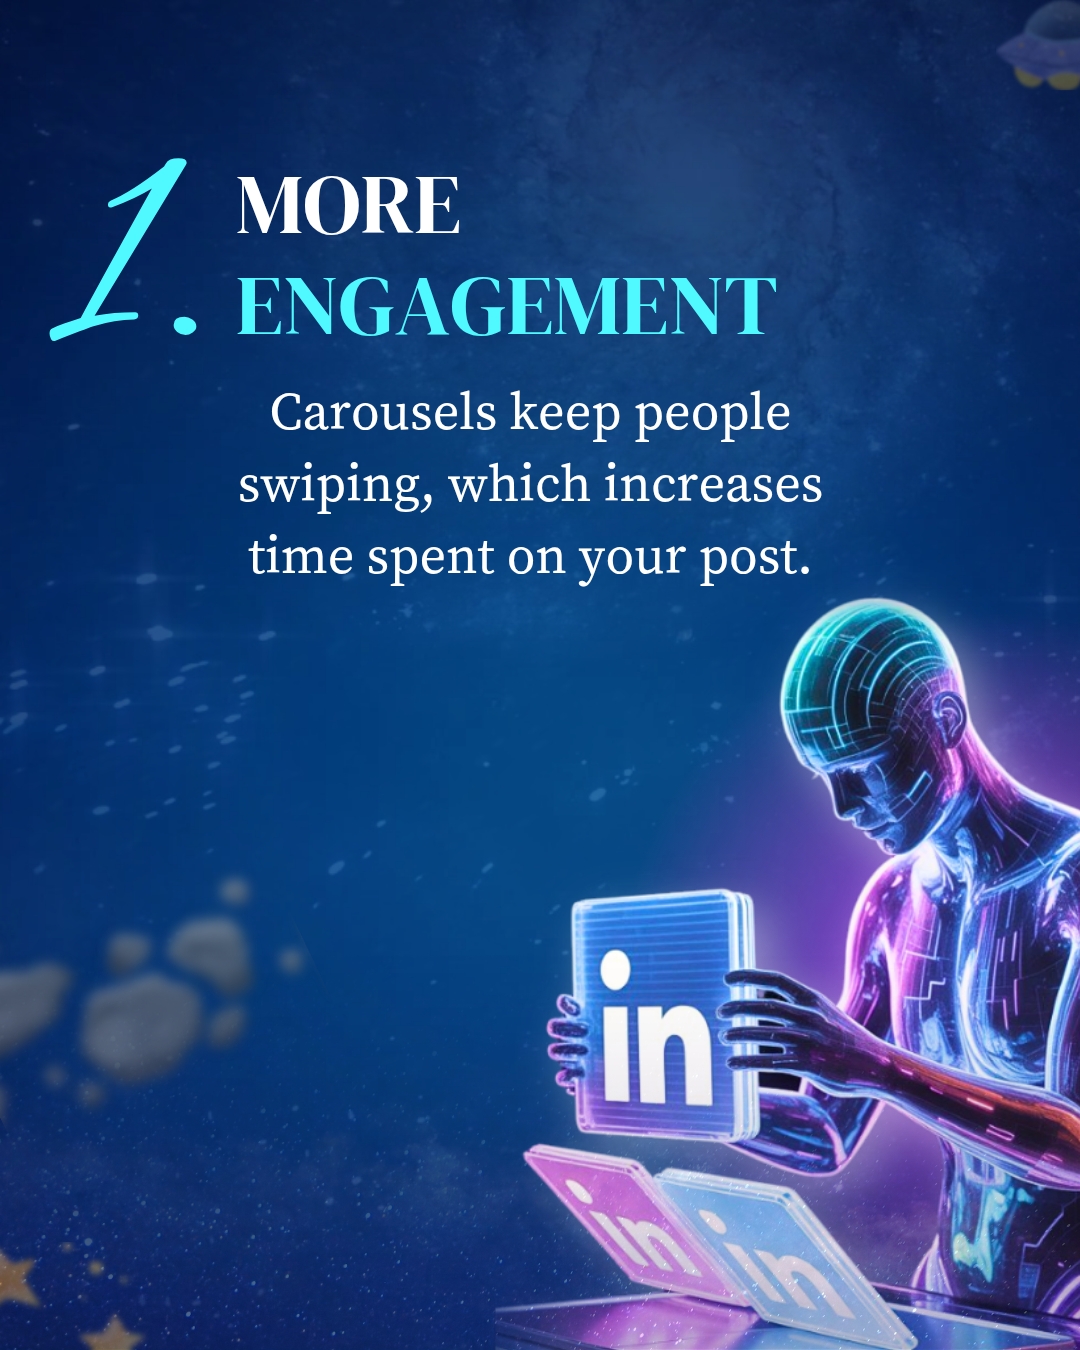 1. MORE
ENGAGEMENT
Carousels keep people
swiping, which increases
time spent on your post.
in
in
in